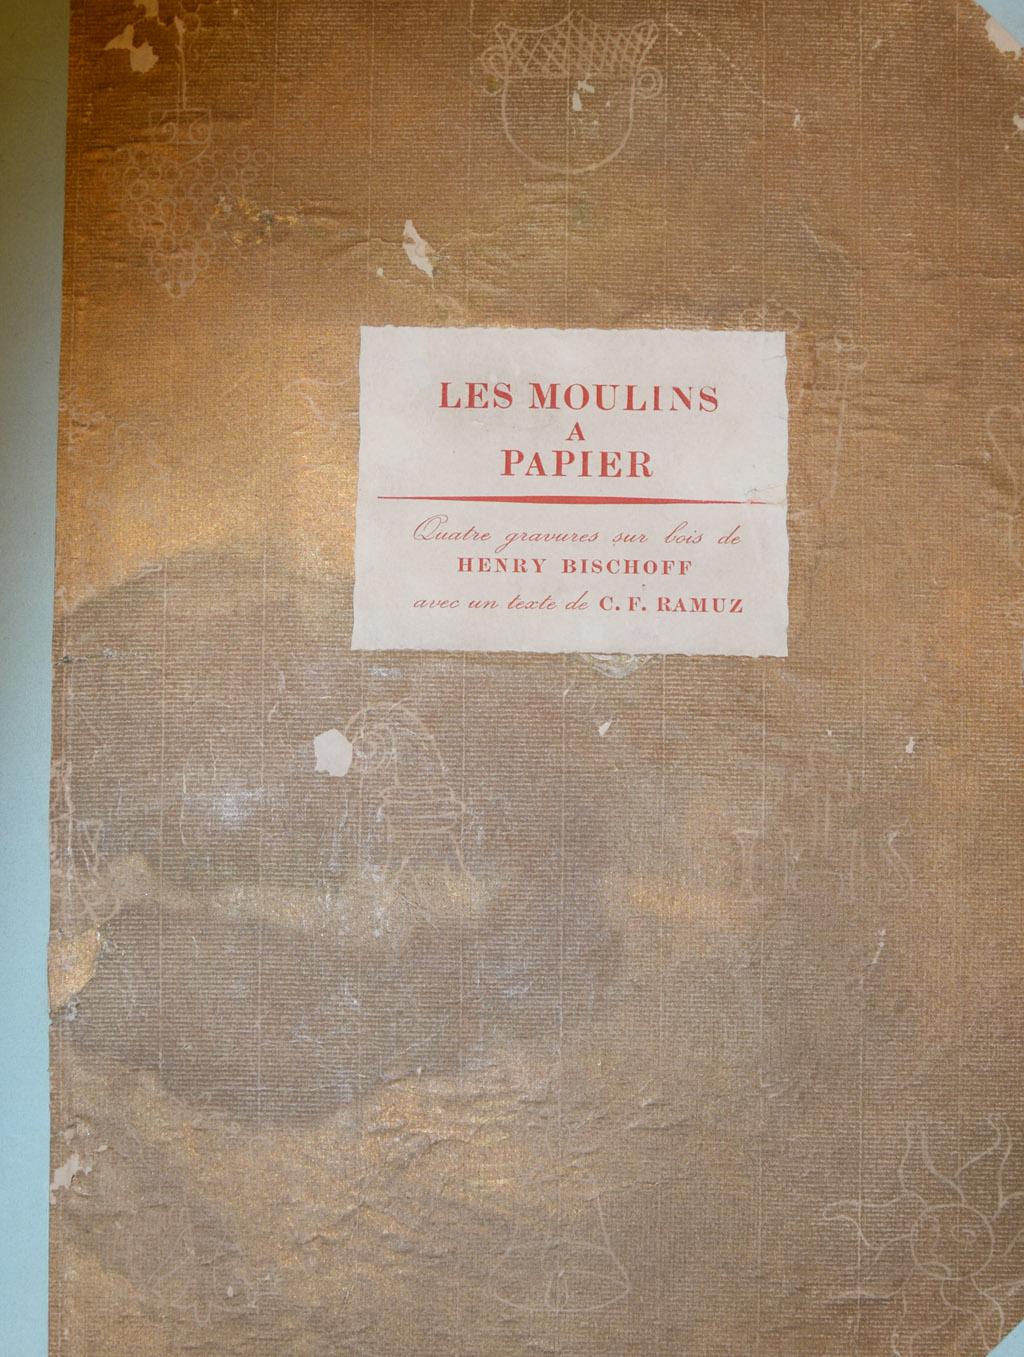 LES MOULINS
A
PAPIER
Quatre gravures sur bois de
HENRY BISCHOFF
avec un texte de C. F. RAMUZ